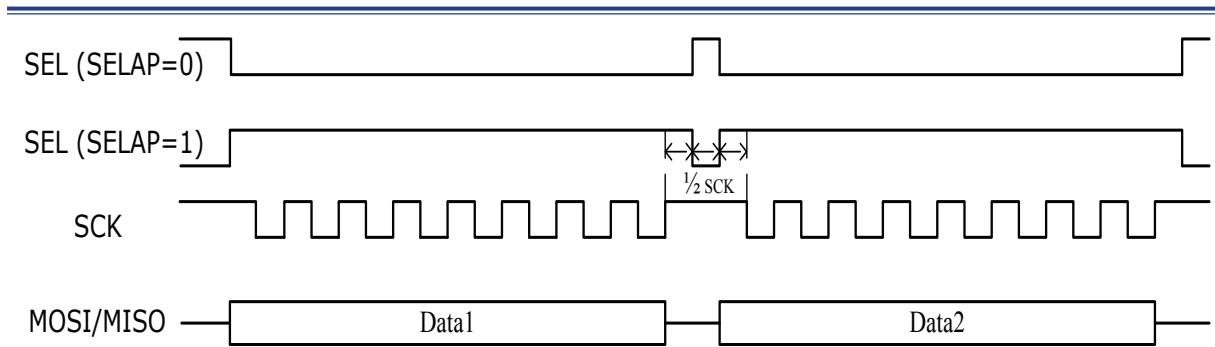 SEL (SELAP=0)
SEL (SELAP=1)
½ SCK
SCK
MOSI/MISO
Data1
Data2